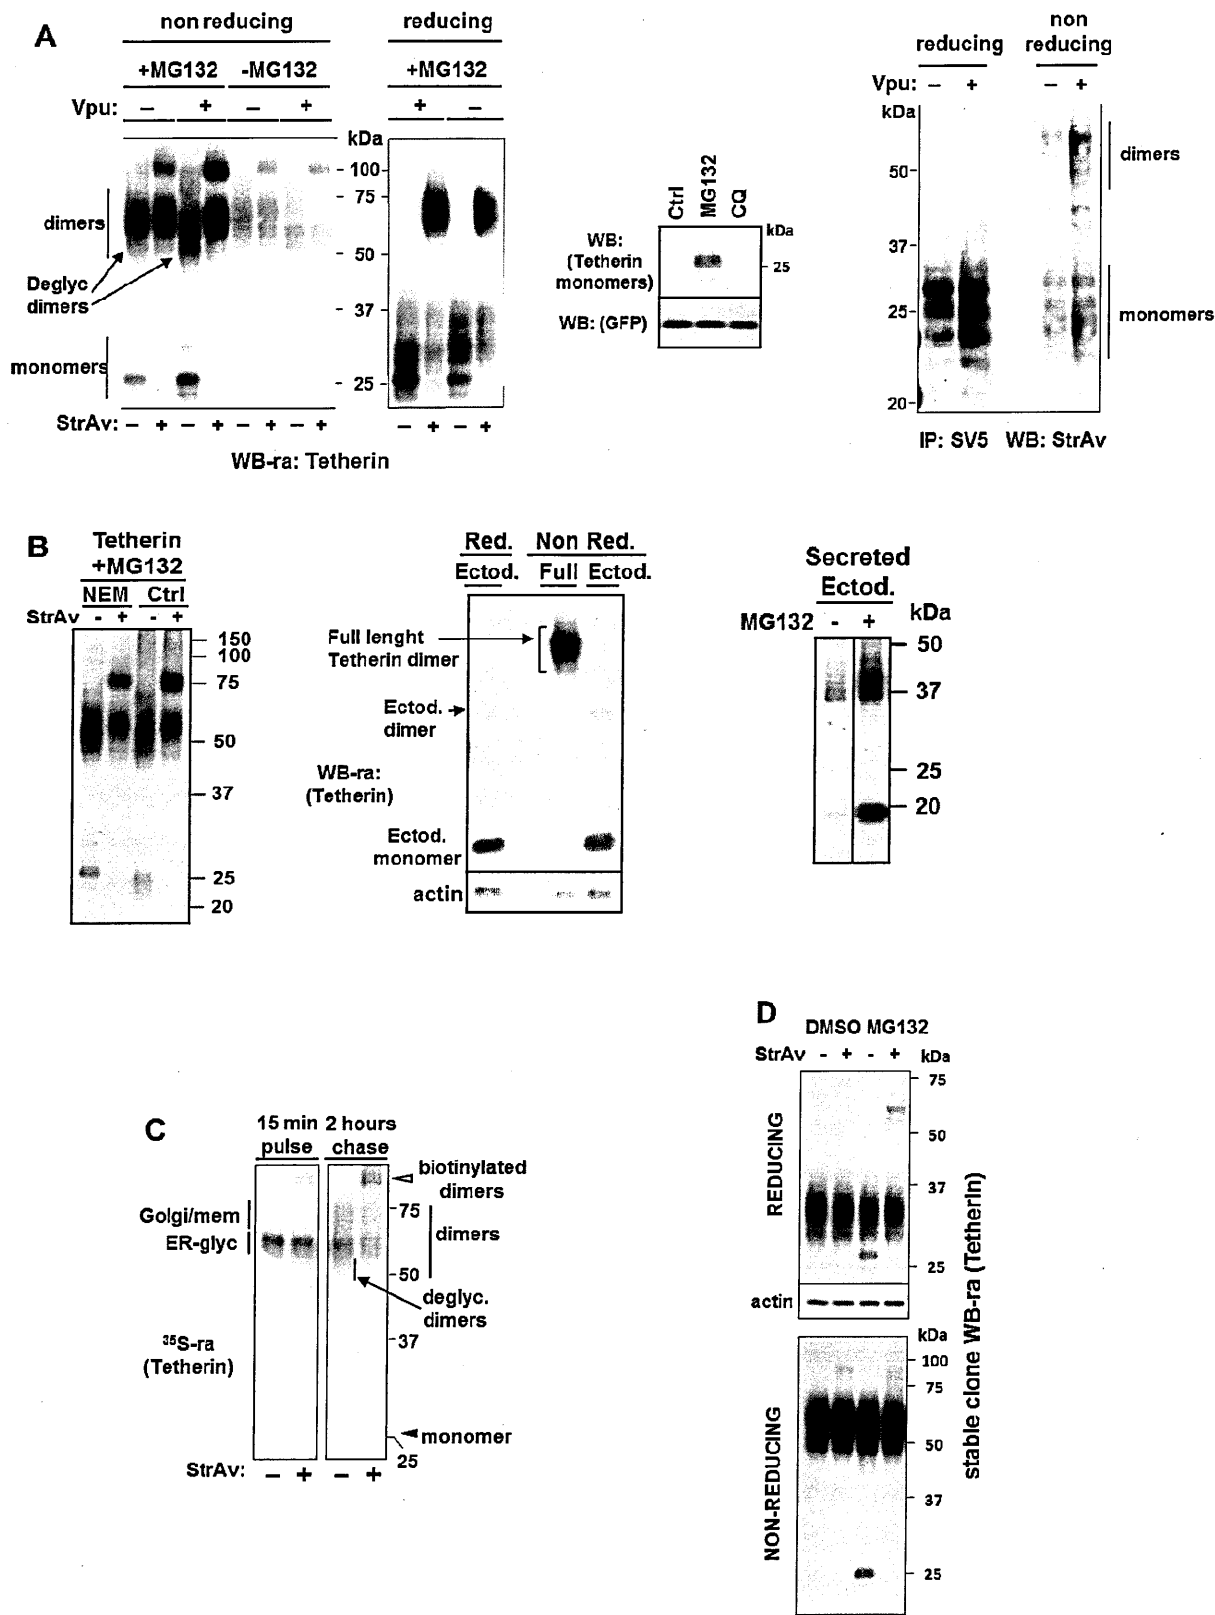 A
non reducing
+MG132 -MG132
Vpu: – + – +
kDa
100
75
50
37
25
dimers
Deglyc
dimers
monomers
StrAv: – + – + – + – +
reducing
+MG132
+ –
– + – +
WB-ra: Tetherin
Ctrl
MG132
CQ
kDa
WB:
(Tetherin
monomers)
25
WB: (GFP)
reducing
non
reducing
Vpu: – + – +
kDa
50
37
25
20
dimers
monomers
IP: SV5 WB: StrAv
B
Tetherin
+MG132
NEM Ctrl
StrAv - + - +
150
100
75
50
37
25
20
Red. Non Red.
Ectod. Full Ectod.
Full lenght
Tetherin dimer
Ectod.
dimer
WB-ra:
(Tetherin)
Ectod.
monomer
actin
Secreted
Ectod.
MG132 - +
kDa
50
37
25
20
C
15 min
pulse
2 hours
chase
biotinylated
dimers
Golgi/mem
ER-glyc
75
dimers
50
deglyc.
dimers
37
35S-ra
(Tetherin)
monomer
25
StrAv: – + – +
D
DMSO MG132
StrAv - + - + kDa
75
50
37
25
REDUCING
actin
kDa
100
75
50
37
25
NON-REDUCING
stable clone WB-ra (Tetherin)